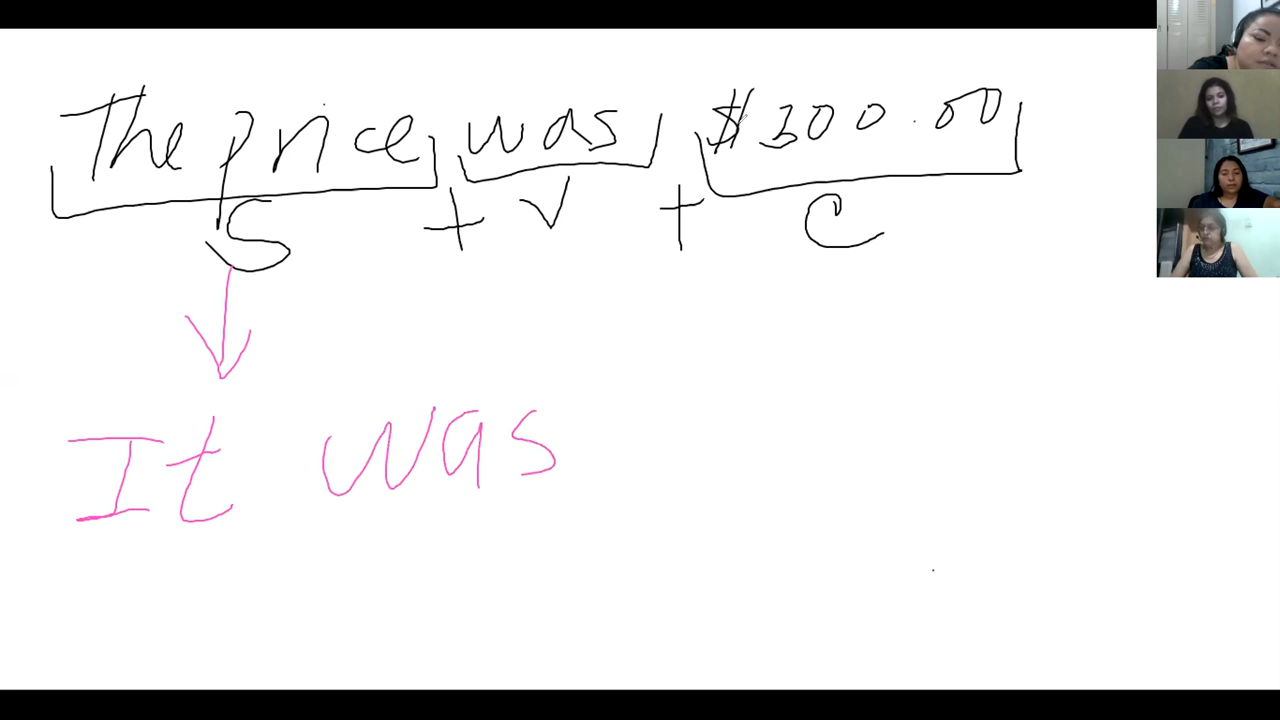 The price was $300.00
S + V + C
It was